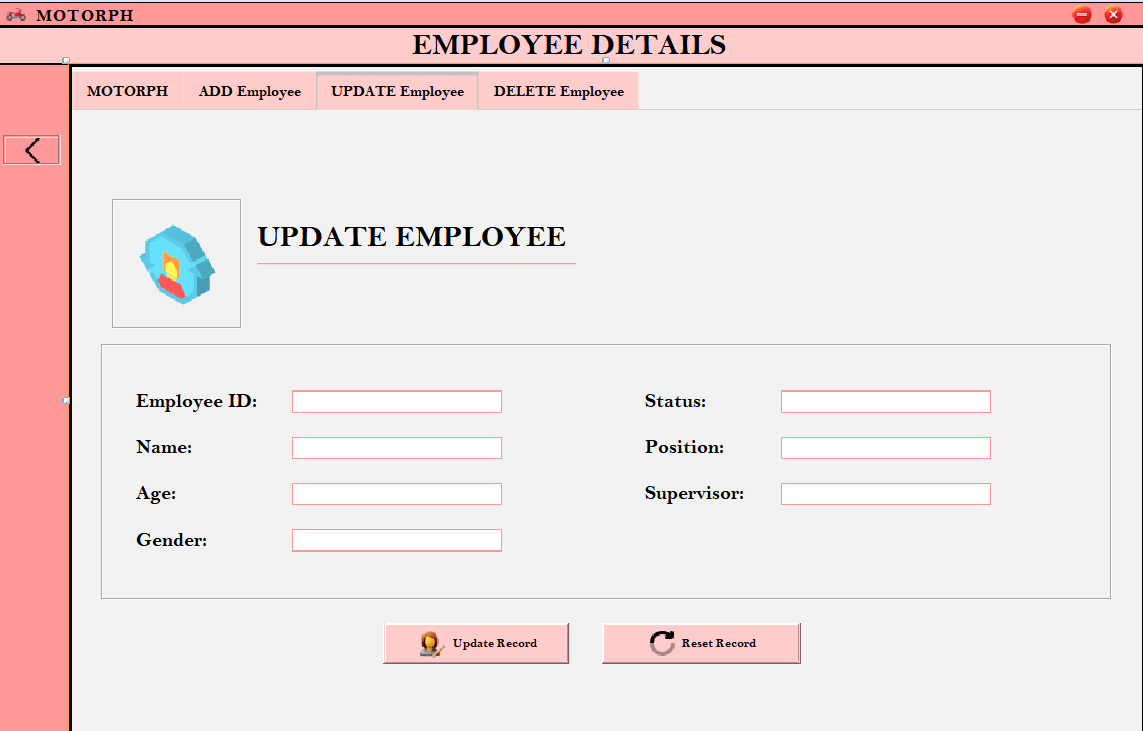 MOTORPH
EMPLOYEE DETAILS
MOTORPH ADD Employee UPDATE Employee DELETE Employee
UPDATE EMPLOYEE
Employee ID: Status:
Name: Position:
Age: Supervisor:
Gender:
Update Record Reset Record